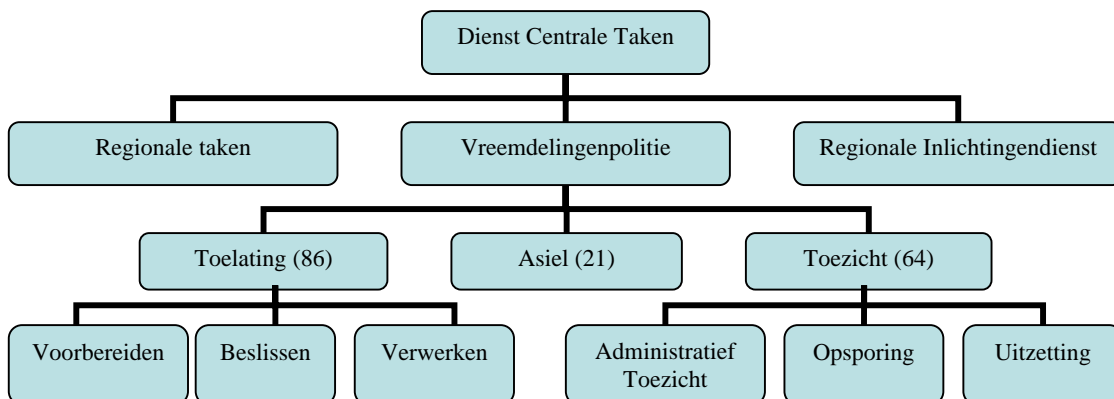 Dienst Centrale Taken
Regionale taken
Vreemdelingenpolitie
Regionale Inlichtingendienst
Toelating (86)
Asiel (21)
Toezicht (64)
Voorbereiden
Beslissen
Verwerken
Administratief
Toezicht
Opsporing
Uitzetting